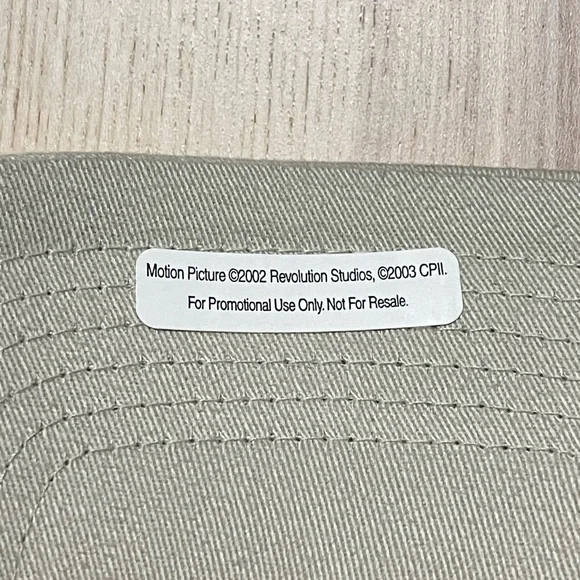 Motion Picture ©2002 Revolution Studios, ©2003 CPII.
For Promotional Use Only. Not For Resale.